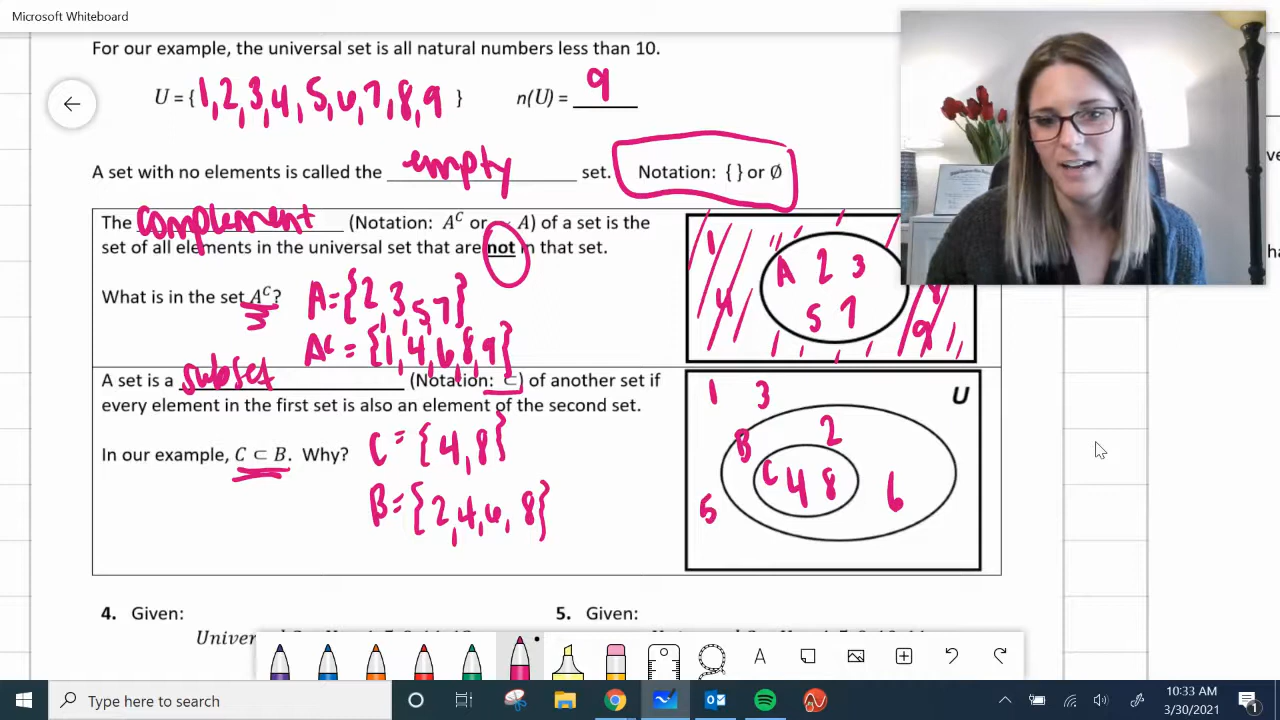 Microsoft Whiteboard
For our example, the universal set is all natural numbers less than 10.
U = {1,2,3,4,5,6,7,8,9 } n(U) = 9
A set with no elements is called the empty set. Notation: { } or ∅
The complement (Notation: Aᶜ or ~ A) of a set is the
set of all elements in the universal set that are not in that set.
What is in the set Aᶜ? A={2,3,5,7}
Aᶜ = {1,4,6,8,9}
A 2 3
5 7
1
4
8
9
A set is a subset (Notation: ⊂) of another set if
every element in the first set is also an element of the second set.
In our example, C ⊂ B. Why? C = {4,8}
B={2,4,6,8}
1 3 U
B 2
C 4 8 6
5
4. Given: 5. Given:
A
Type here to search
10:33 AM
3/30/2021
1